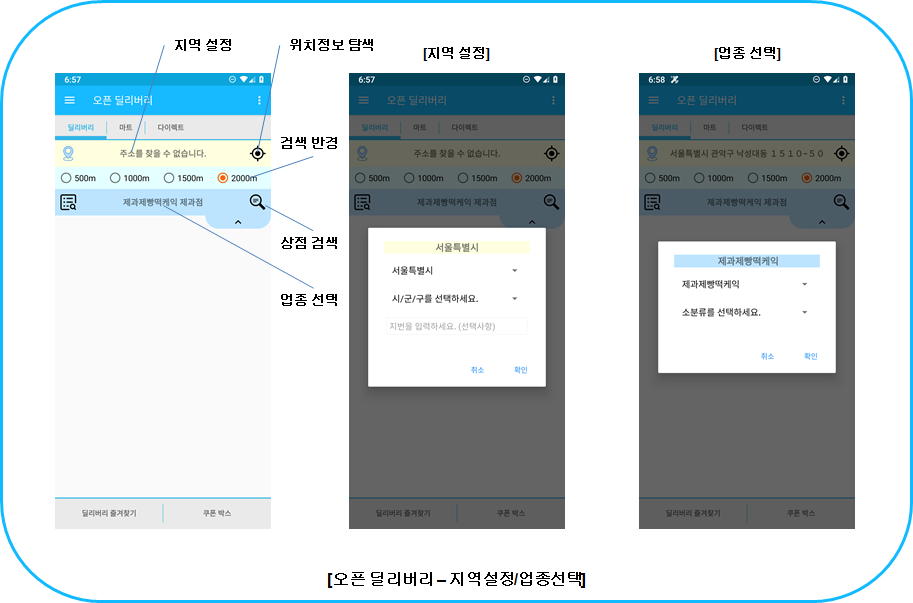 지역 설정
위치정보 탐색
[지역 설정]
[업종 선택]
6:57
오픈 딜리버리
딜리버리
마트
다이렉트
주소를 찾을 수 없습니다.
500m
1000m
1500m
2000m
제과제빵떡케익 제과점
검색 반경
상점 검색
업종 선택
딜리버리 즐겨찾기
쿠폰 박스
6:57
오픈 딜리버리
딜리버리
마트
다이렉트
주소를 찾을 수 없습니다.
500m
1000m
1500m
2000m
제과제빵떡케익 제과점
서울특별시
서울특별시
시/군/구를 선택하세요.
지번을 입력하세요. (선택사항)
취소
확인
딜리버리 즐겨찾기
쿠폰 박스
6:58
오픈 딜리버리
딜리버리
마트
다이렉트
서울특별시 관악구 낙성대동 １５１０－５０
500m
1000m
1500m
2000m
제과제빵떡케익 제과점
제과제빵떡케익
제과제빵떡케익
소분류를 선택하세요.
취소
확인
딜리버리 즐겨찾기
쿠폰 박스
[오픈 딜리버리 – 지역설정/업종선택]